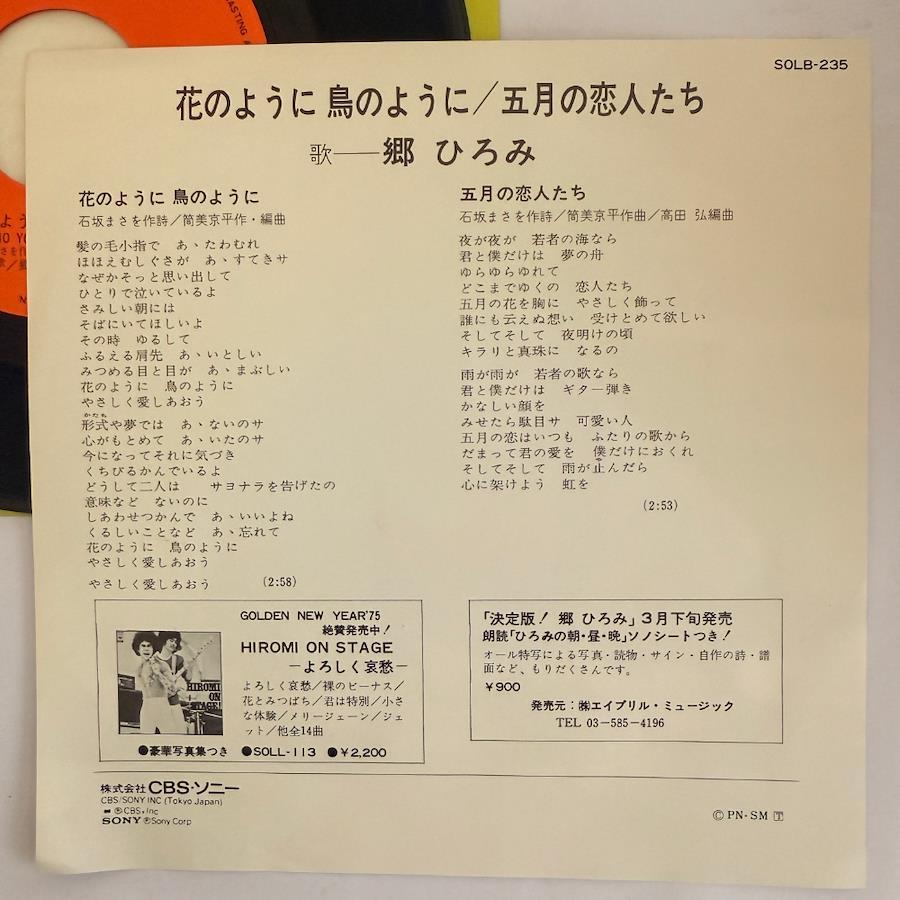 SOLB-235
花のように 鳥のように/五月の恋人たち
歌──郷 ひろみ
花のように 鳥のように
石坂まさを作詩/筒美京平作・編曲
髪の毛小指で あゝたわむれ
ほほえむしぐさが あゝすてきサ
なぜかそっと思い出して
ひとりで泣いているよ
さみしい朝には
そばにいてほしいよ
その時 ゆるして
ふるえる肩先 あゝいとしい
みつめる目と目が あゝまぶしい
花のように 鳥のように
やさしく愛しあおう
かたち
形式や夢では あゝないのサ
心がもとめて あゝいたのサ
今になってそれに気づき
くちびるかんでいるよ
どうして二人は サヨナラを告げたの
意味など ないのに
しあわせつかんで あゝいいよね
くるしいことなど あゝ忘れて
花のように 鳥のように
やさしく愛しあおう
やさしく愛しあおう (2:58)
五月の恋人たち
石坂まさを作詩/筒美京平作曲/高田 弘編曲
夜が夜が 若者の海なら
君と僕だけは 夢の舟
ゆらゆらゆれて
どこまでゆくの 恋人たち
五月の花を胸に やさしく飾って
誰にも云えぬ想い 受けとめて欲しい
そしてそして 夜明けの頃
キラリと真珠に なるの
雨が雨が 若者の歌なら
君と僕だけは ギター弾き
かなしい顔を
みせたら駄目サ 可愛い人
五月の恋はいつも ふたりの歌から
だまって君の愛を 僕だけにおくれ
や
そしてそして 雨が止んだら
心に架けよう 虹を
(2:53)
GOLDEN NEW YEAR'75
絶賛発売中!
HIROMI ON STAGE
─よろしく哀愁─
よろしく哀愁/裸のビーナス/
花とみつばち/君は特別/小さ
な体験/メリージェーン/ジェ
ット/他全14曲
HIROMI
ON
STAGE!
●豪華写真集つき ●SOLL-113 ●¥2,200
「決定版! 郷 ひろみ」3月下旬発売
朗読「ひろみの朝・昼・晩」ソノシートつき!
オール特写による写真・読物・サイン・自作の詩・譜
面など、もりだくさんです。
¥900
発売元:㈱エイプリル・ミュージック
TEL 03-585-4196
株式会社CBS・ソニー
CBS/SONY INC (Tokyo Japan)
℗CBS, Inc
SONY ℗Sony Corp
©PN・SM